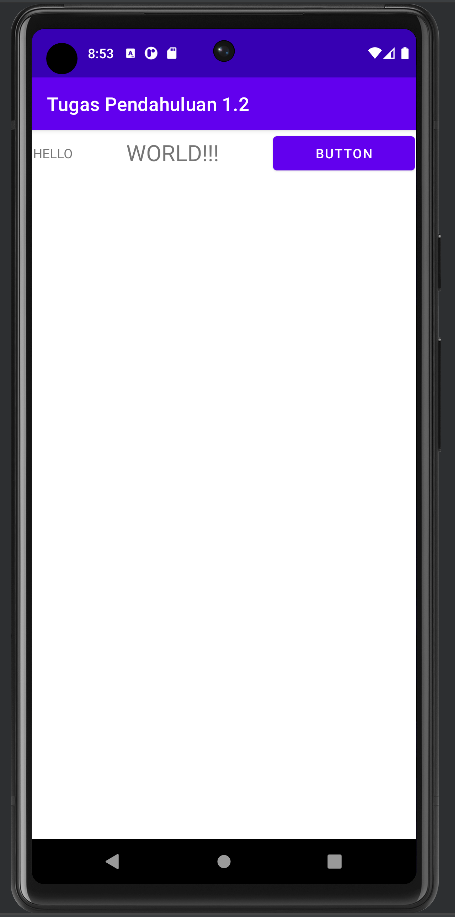 8:53
Tugas Pendahuluan 1.2
HELLO WORLD!!! BUTTON